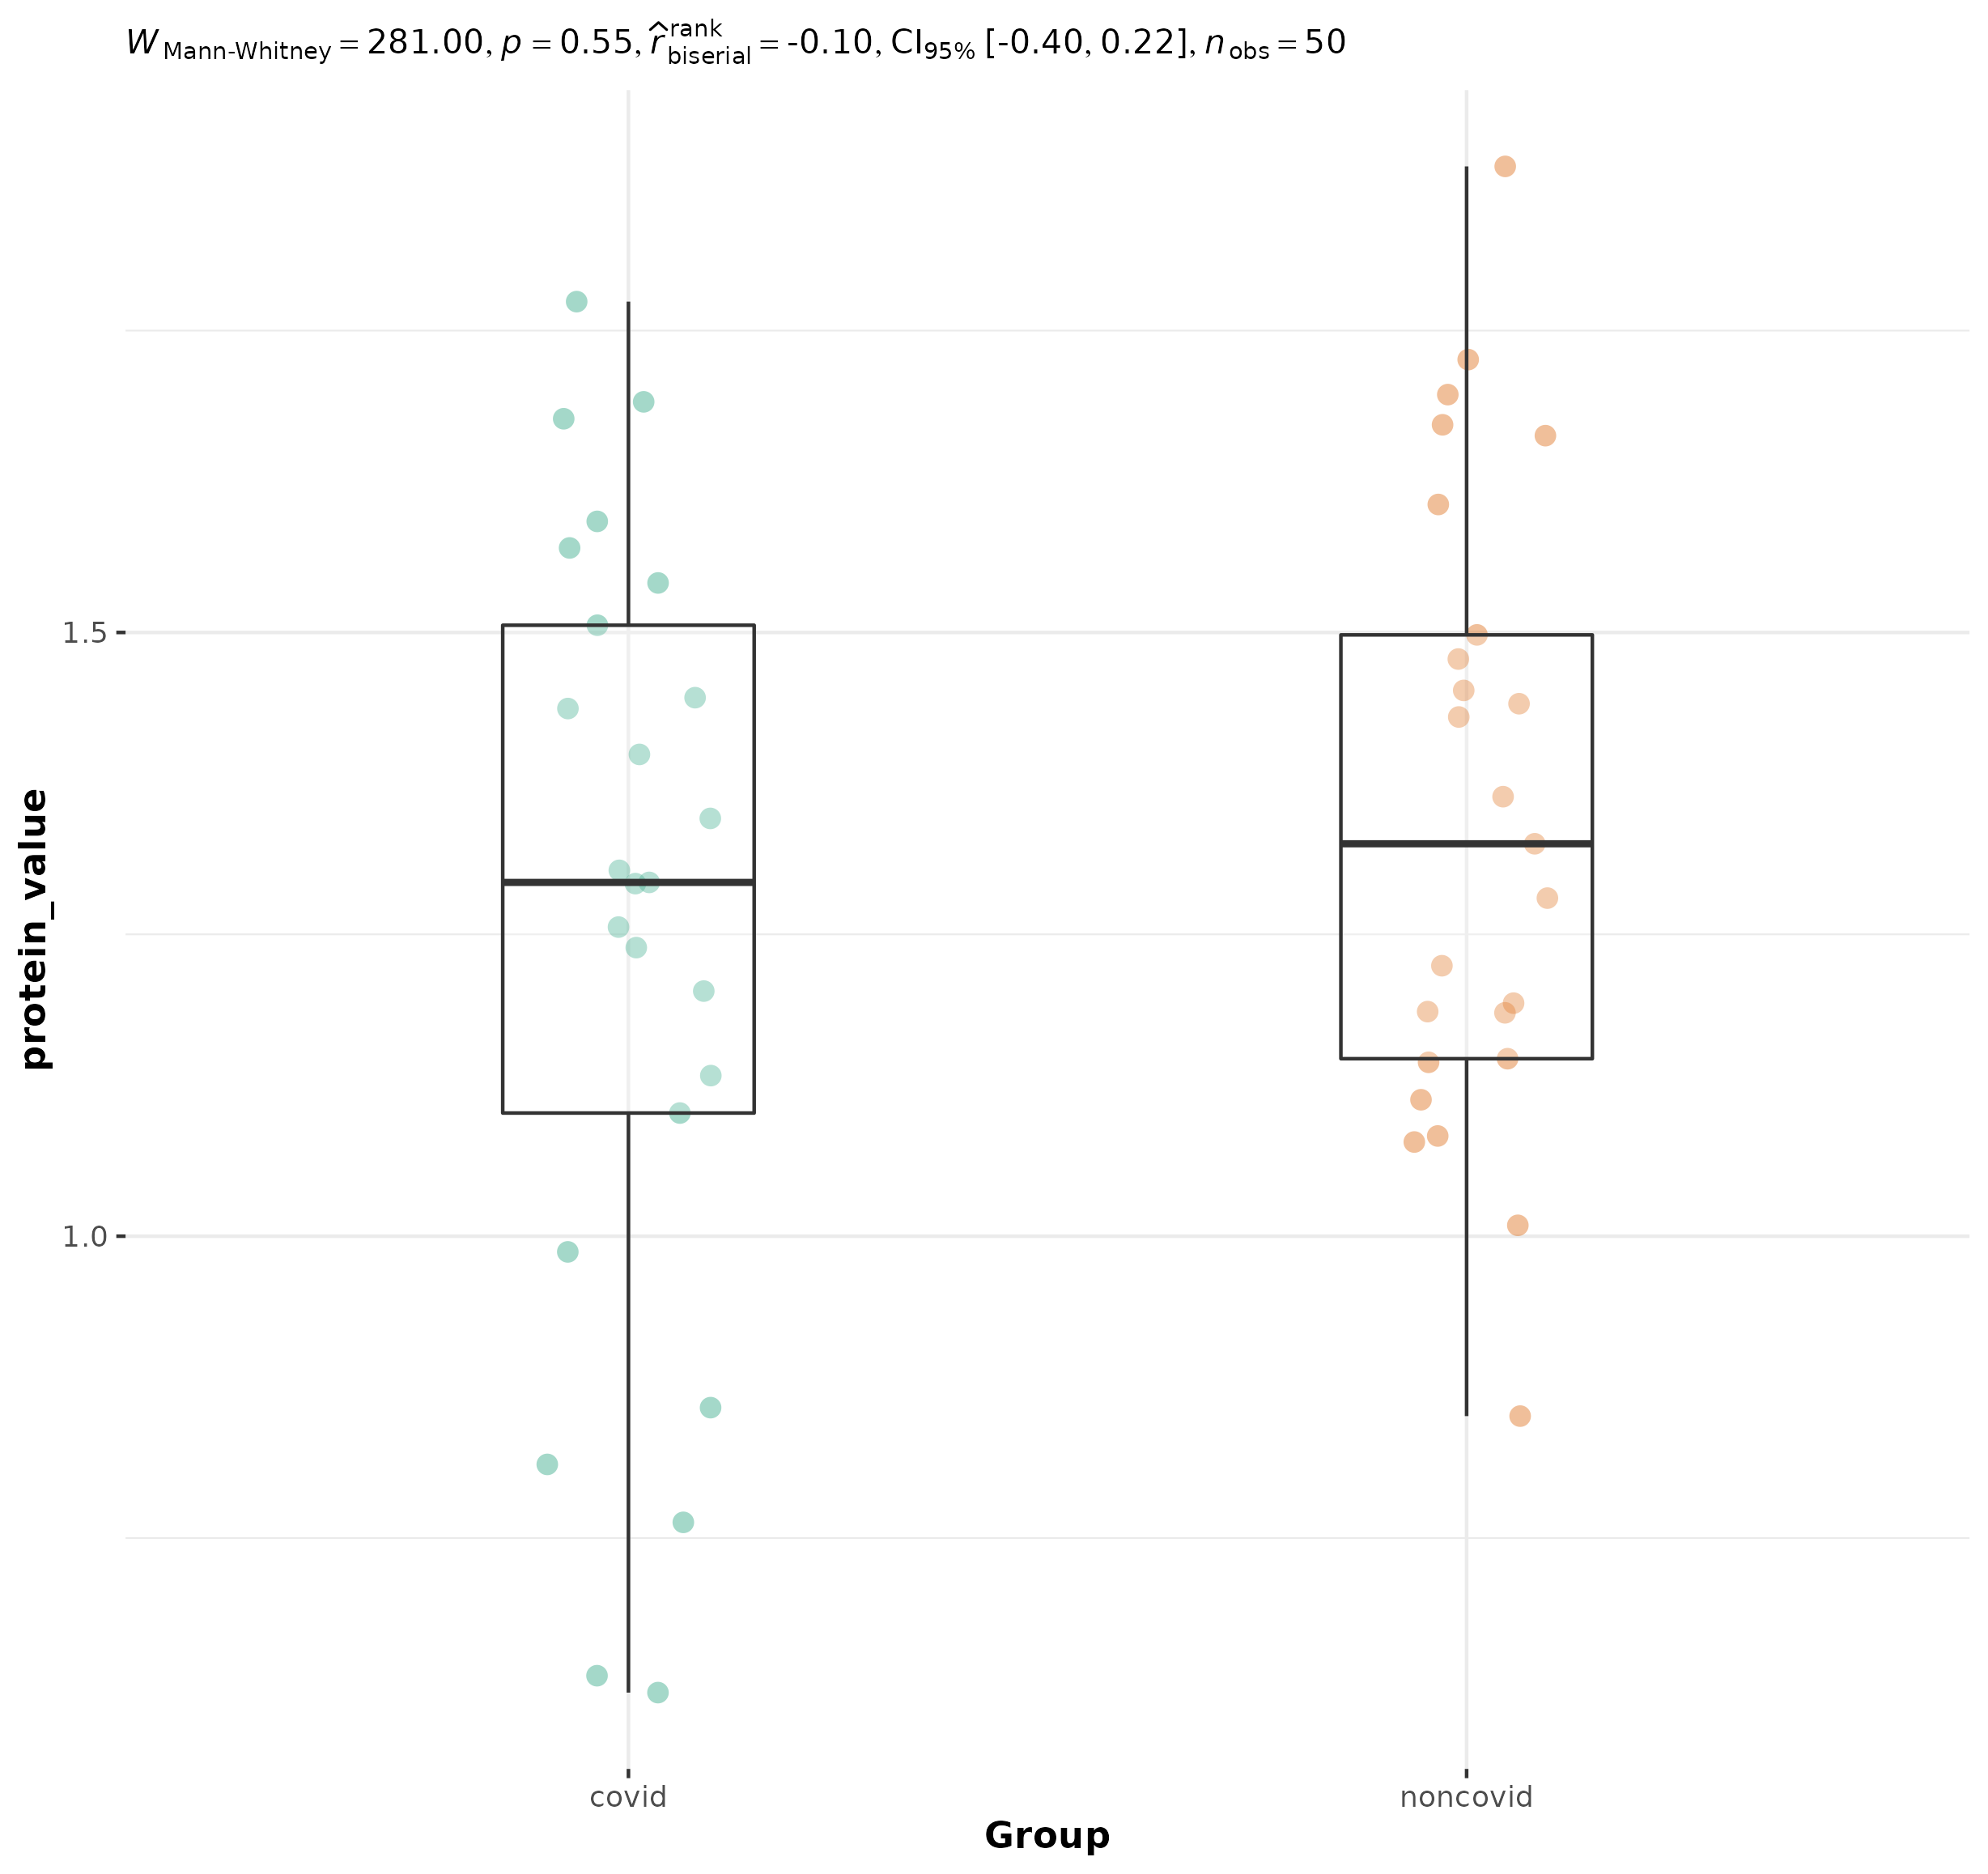 W Mann-Whitney = 281.00, p = 0.55, r̂ rank biserial = -0.10, CI95% [-0.40, 0.22], n obs = 50
1.5
protein_value
1.0
covid noncovid
Group